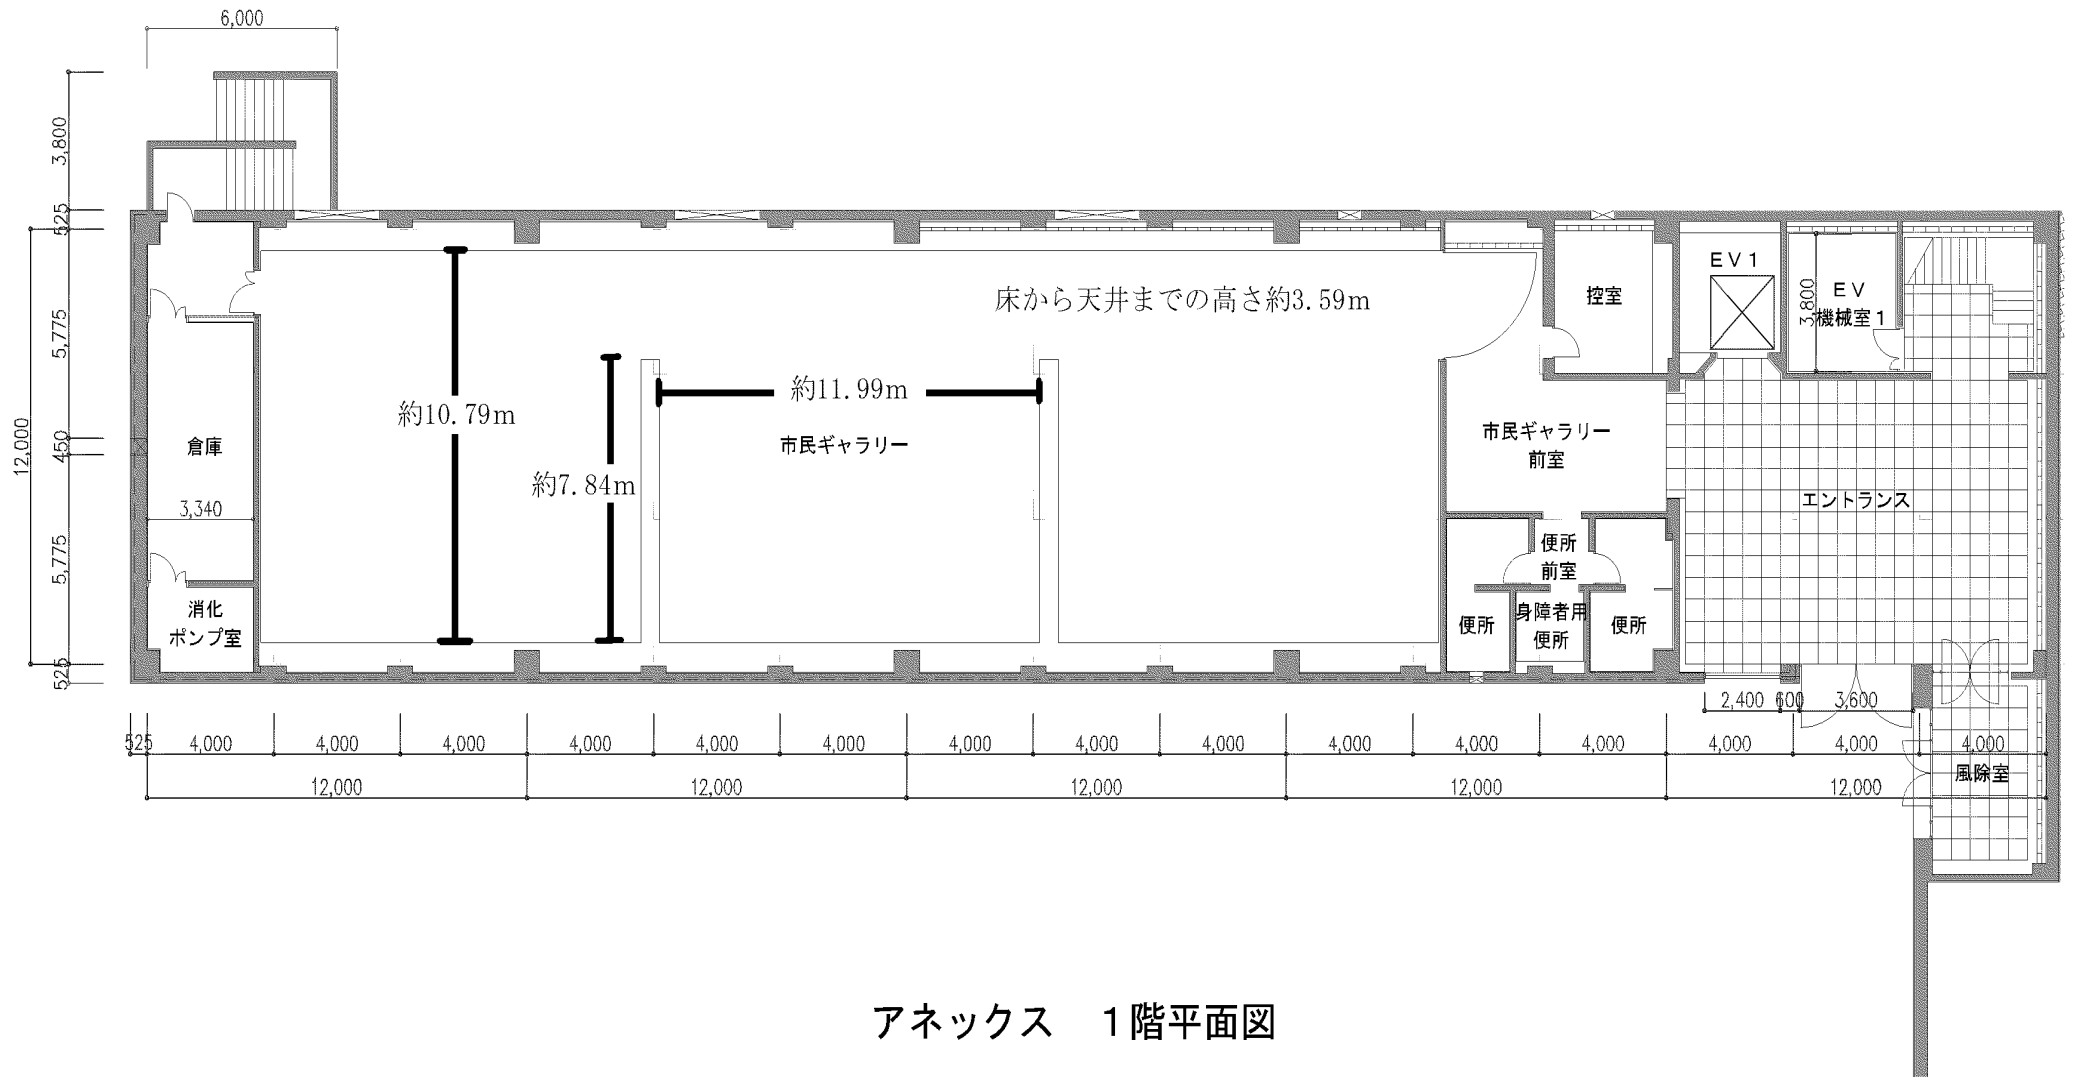 6,000
3,800
525
5,775
450
5,775
525
12,000
床から天井までの高さ約3.59m
約10.79m
約11.99m
約7.84m
市民ギャラリー
倉庫
3,340
消化
ポンプ室
控室
EV1
EV
機械室1
3,800
市民ギャラリー
前室
エントランス
便所
前室
便所
身障者用
便所
便所
2,400 600 3,600
525 4,000 4,000 4,000 4,000 4,000 4,000 4,000 4,000 4,000 4,000 4,000 4,000 4,000 4,000 4,000
風除室
12,000 12,000 12,000 12,000 12,000
アネックス 1階平面図